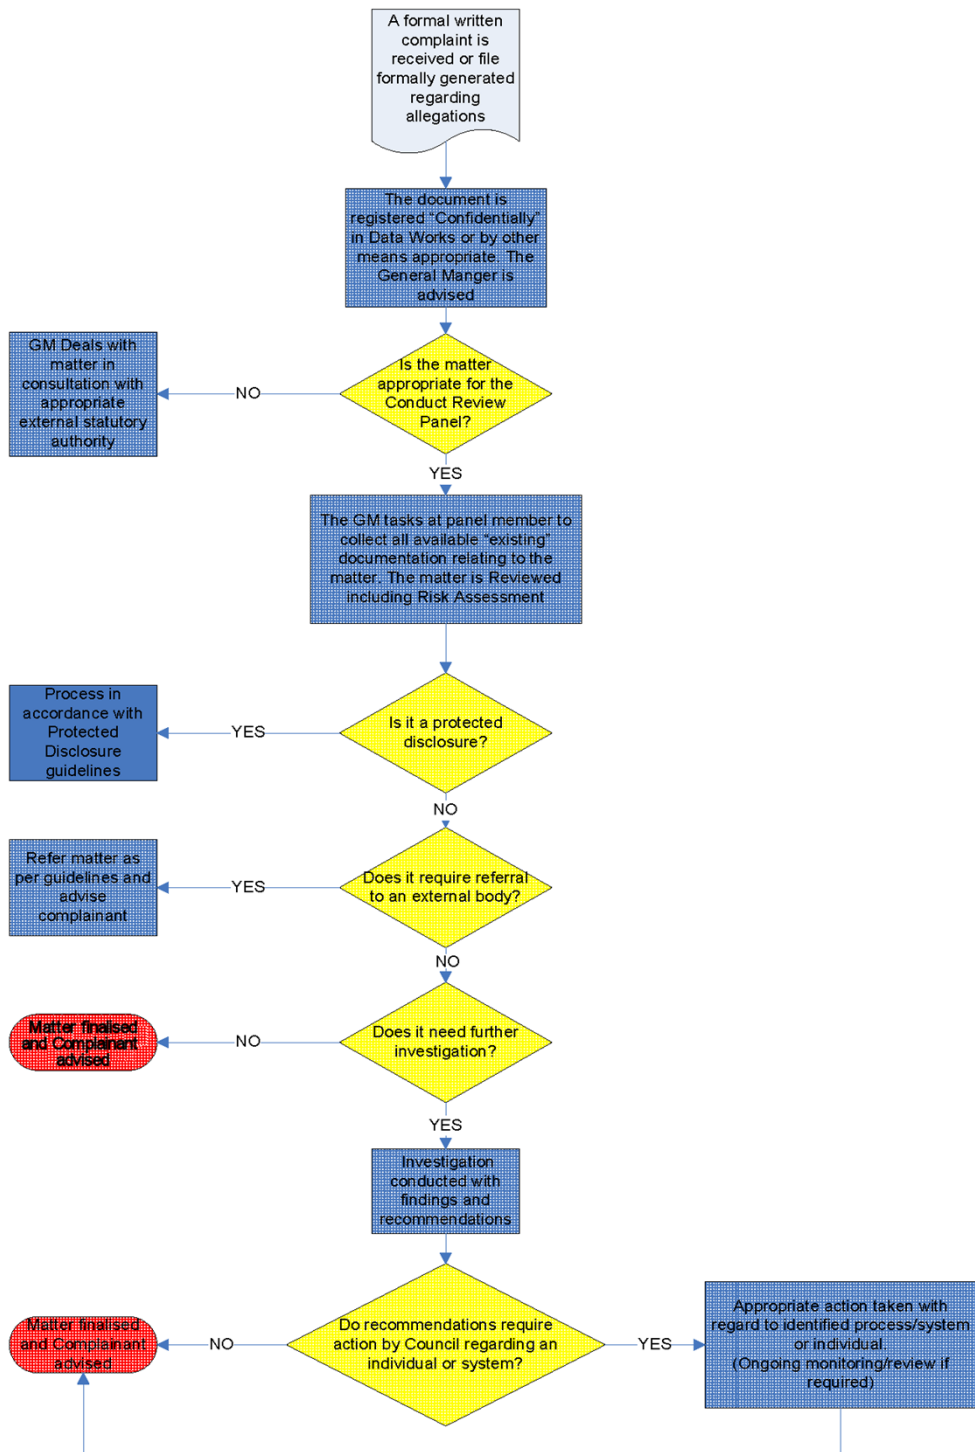 A formal written
complaint is
received or file
formally generated
regarding
allegations
The document is
registered “Confidentially”
in Data Works or by other
means appropriate. The
General Manger is
advised
Is the matter
appropriate for the
Conduct Review
Panel?
NO
GM Deals with
matter in
consultation with
appropriate
external statutory
authority
YES
The GM tasks at panel member to
collect all available “existing”
documentation relating to the
matter. The matter is Reviewed
including Risk Assessment
Is it a protected
disclosure?
YES
Process in
accordance with
Protected
Disclosure
guidelines
NO
Does it require referral
to an external body?
YES
Refer matter as
per guidelines and
advise
complainant
NO
Does it need further
investigation?
NO
Matter finalised
and Complainant
advised
YES
Investigation
conducted with
findings and
recommendations
Do recommendations require
action by Council regarding an
individual or system?
NO
Matter finalised
and Complainant
advised
YES
Appropriate action taken with
regard to identified process/system
or individual.
(Ongoing monitoring/review if
required)